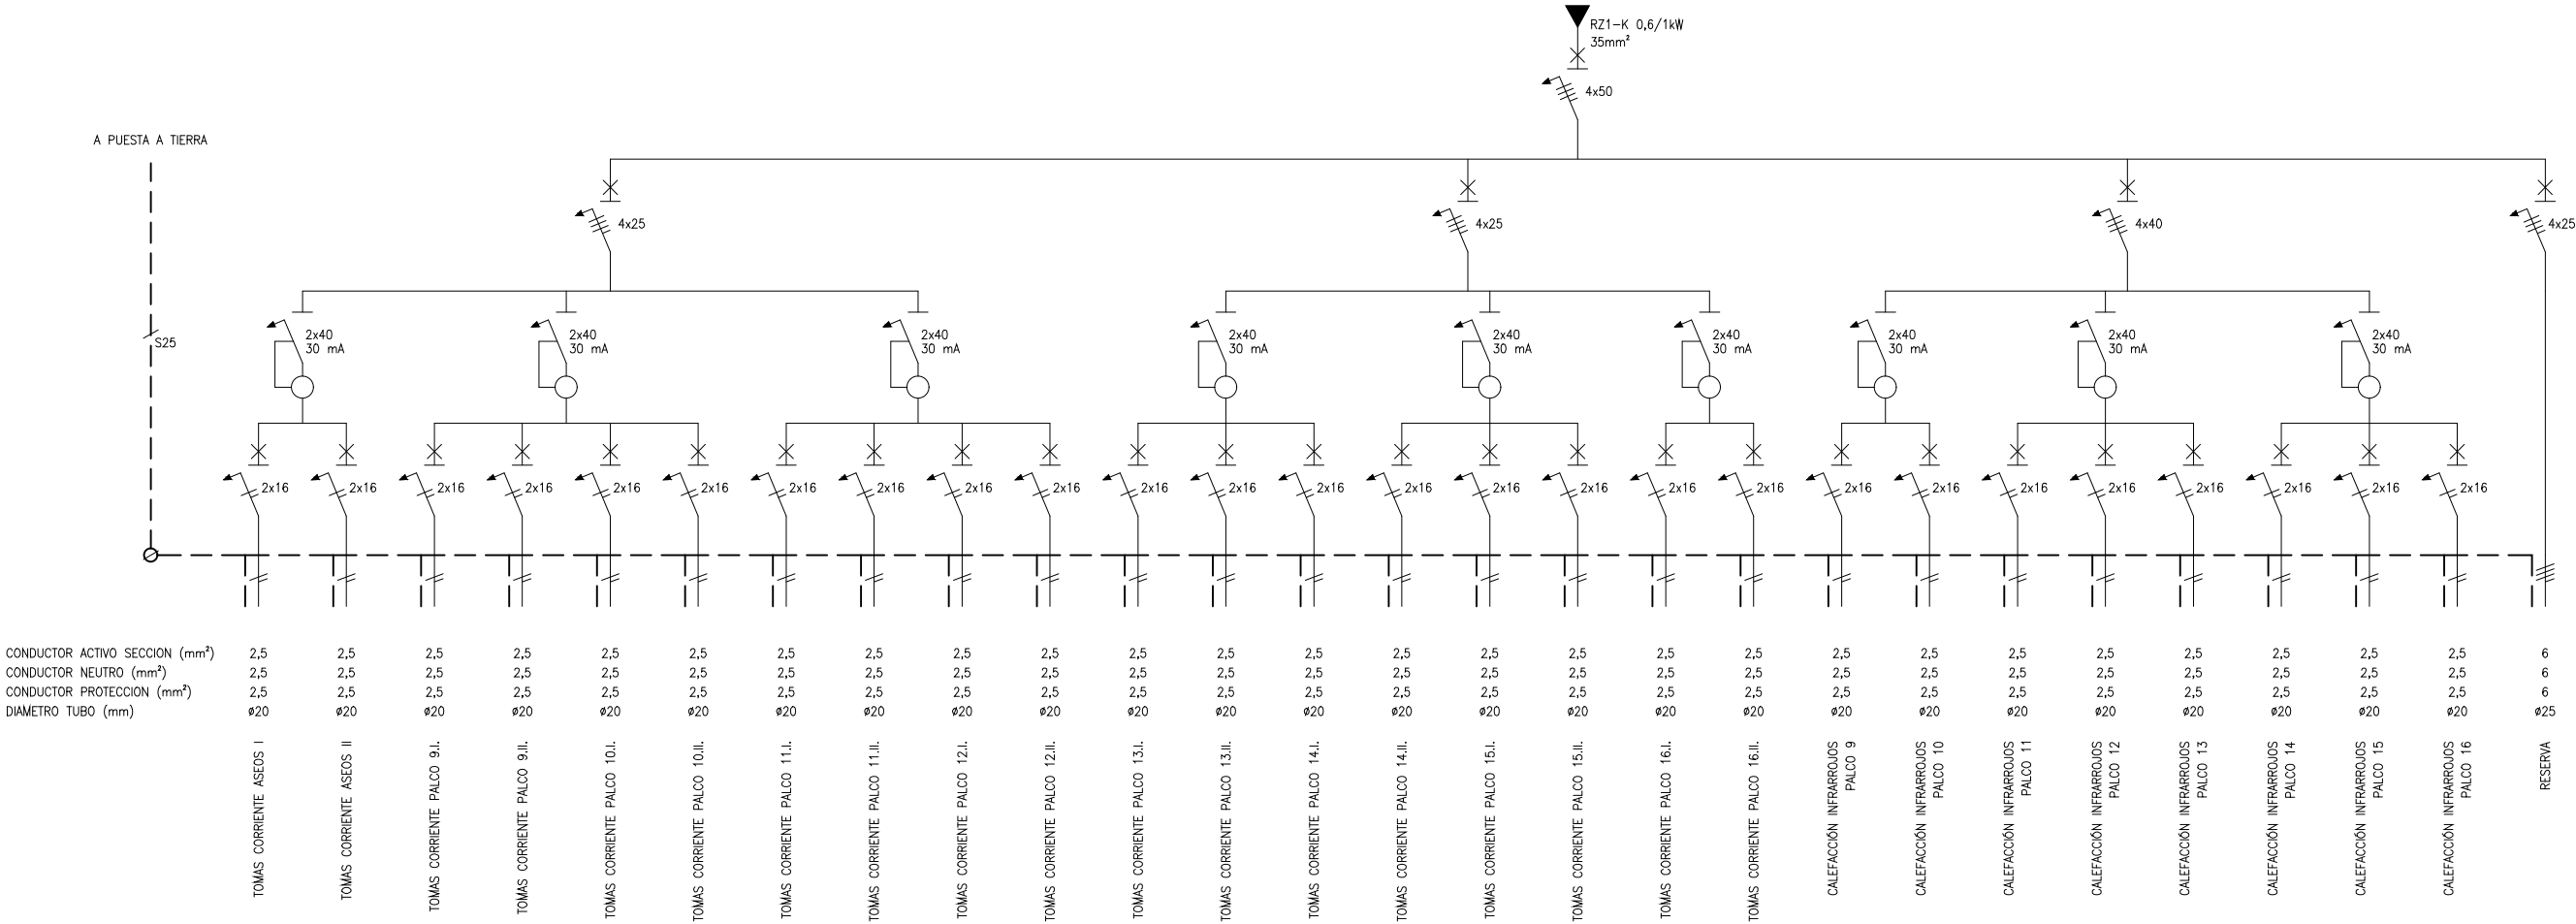 RZ1-K 0,6/1kW
35mm²
4x50
A PUESTA A TIERRA
4x25
4x25
4x40
4x25
S25
2x40
30 mA
2x40
30 mA
2x40
30 mA
2x40
30 mA
2x40
30 mA
2x40
30 mA
2x40
30 mA
2x40
30 mA
2x40
30 mA
2x16 2x16 2x16 2x16 2x16 2x16 2x16 2x16 2x16 2x16 2x16 2x16 2x16 2x16 2x16 2x16 2x16 2x16 2x16 2x16 2x16 2x16 2x16 2x16 2x16 2x16
CONDUCTOR ACTIVO SECCION (mm²) 2,5 2,5 2,5 2,5 2,5 2,5 2,5 2,5 2,5 2,5 2,5 2,5 2,5 2,5 2,5 2,5 2,5 2,5 2,5 2,5 2,5 2,5 2,5 2,5 2,5 2,5 6
CONDUCTOR NEUTRO (mm²) 2,5 2,5 2,5 2,5 2,5 2,5 2,5 2,5 2,5 2,5 2,5 2,5 2,5 2,5 2,5 2,5 2,5 2,5 2,5 2,5 2,5 2,5 2,5 2,5 2,5 2,5 6
CONDUCTOR PROTECCION (mm²) 2,5 2,5 2,5 2,5 2,5 2,5 2,5 2,5 2,5 2,5 2,5 2,5 2,5 2,5 2,5 2,5 2,5 2,5 2,5 2,5 2,5 2,5 2,5 2,5 2,5 2,5 6
DIAMETRO TUBO (mm) ø20 ø20 ø20 ø20 ø20 ø20 ø20 ø20 ø20 ø20 ø20 ø20 ø20 ø20 ø20 ø20 ø20 ø20 ø20 ø20 ø20 ø20 ø20 ø20 ø20 ø20 ø25
TOMAS CORRIENTE ASEOS I
TOMAS CORRIENTE ASEOS II
TOMAS CORRIENTE PALCO 9.I.
TOMAS CORRIENTE PALCO 9.II.
TOMAS CORRIENTE PALCO 10.I.
TOMAS CORRIENTE PALCO 10.II.
TOMAS CORRIENTE PALCO 11.I.
TOMAS CORRIENTE PALCO 11.II.
TOMAS CORRIENTE PALCO 12.I.
TOMAS CORRIENTE PALCO 12.II.
TOMAS CORRIENTE PALCO 13.I.
TOMAS CORRIENTE PALCO 13.II.
TOMAS CORRIENTE PALCO 14.I.
TOMAS CORRIENTE PALCO 14.II.
TOMAS CORRIENTE PALCO 15.I.
TOMAS CORRIENTE PALCO 15.II.
TOMAS CORRIENTE PALCO 16.I.
TOMAS CORRIENTE PALCO 16.II.
CALEFACCIÓN INFRARROJOS
PALCO 9
CALEFACCIÓN INFRARROJOS
PALCO 10
CALEFACCIÓN INFRARROJOS
PALCO 11
CALEFACCIÓN INFRARROJOS
PALCO 12
CALEFACCIÓN INFRARROJOS
PALCO 13
CALEFACCIÓN INFRARROJOS
PALCO 14
CALEFACCIÓN INFRARROJOS
PALCO 15
CALEFACCIÓN INFRARROJOS
PALCO 16
RESERVA